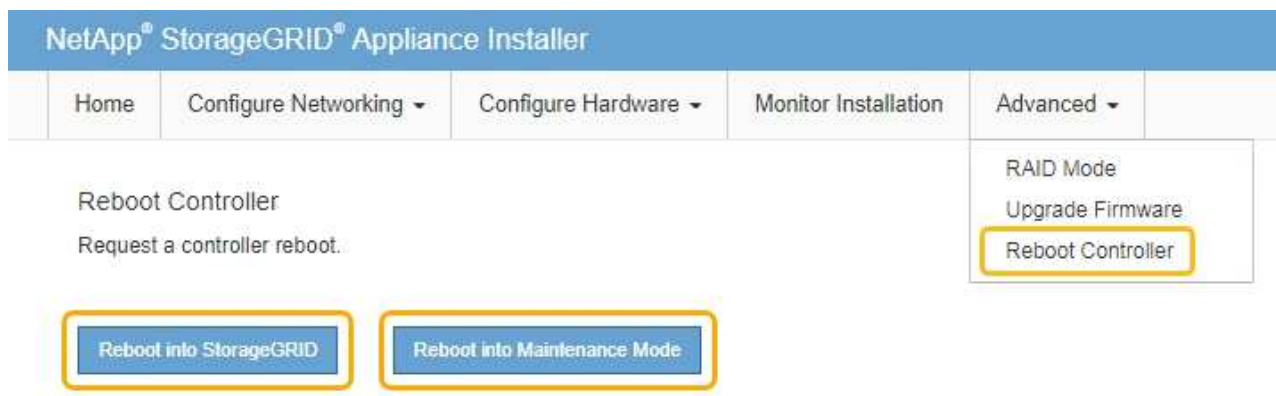 NetApp® StorageGRID® Appliance Installer
Home Configure Networking Configure Hardware Monitor Installation Advanced
RAID Mode
Upgrade Firmware
Reboot Controller
Reboot Controller
Request a controller reboot.
Reboot into StorageGRID Reboot into Maintenance Mode